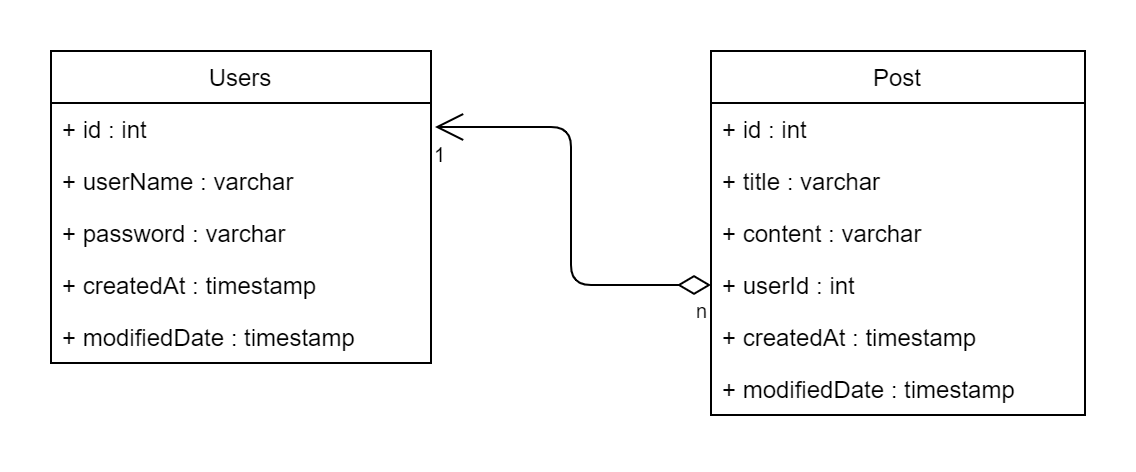 Users
+ id : int
+ userName : varchar
+ password : varchar
+ createdAt : timestamp
+ modifiedDate : timestamp
1
n
Post
+ id : int
+ title : varchar
+ content : varchar
+ userId : int
+ createdAt : timestamp
+ modifiedDate : timestamp